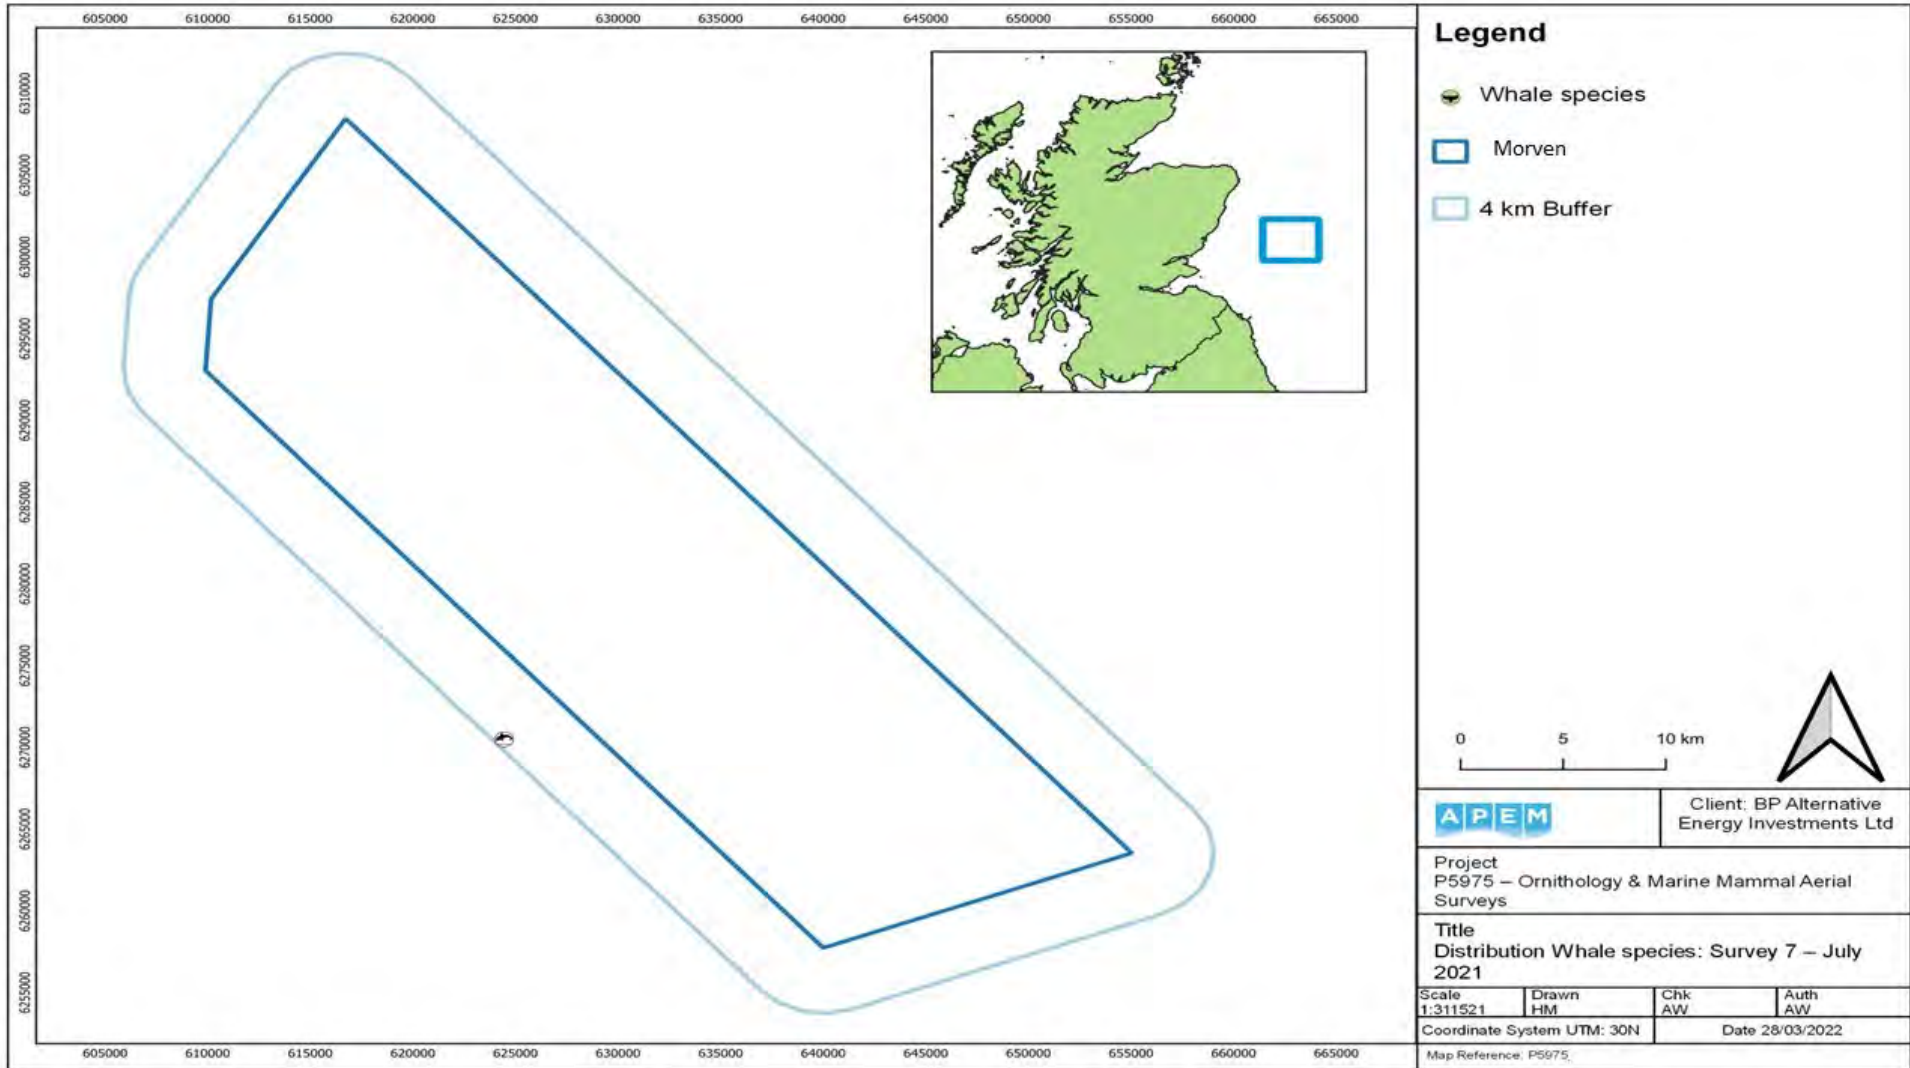 605000 610000 615000 620000 625000 630000 635000 640000 645000 650000 655000 660000 665000
6310000
6305000
6300000
6295000
6290000
6285000
6280000
6275000
6270000
6265000
6260000
6255000
605000 610000 615000 620000 625000 630000 635000 640000 645000 650000 655000 660000 665000
Legend
Whale species
Morven
4 km Buffer
0 5 10 km
APEM
Client: BP Alternative
Energy Investments Ltd
Project
P5975 – Ornithology & Marine Mammal Aerial
Surveys
Title
Distribution Whale species: Survey 7 – July
2021
Scale
1:311521
Drawn
HM
Chk
AW
Auth
AW
Coordinate System UTM: 30N
Date 28/03/2022
Map Reference: P5975